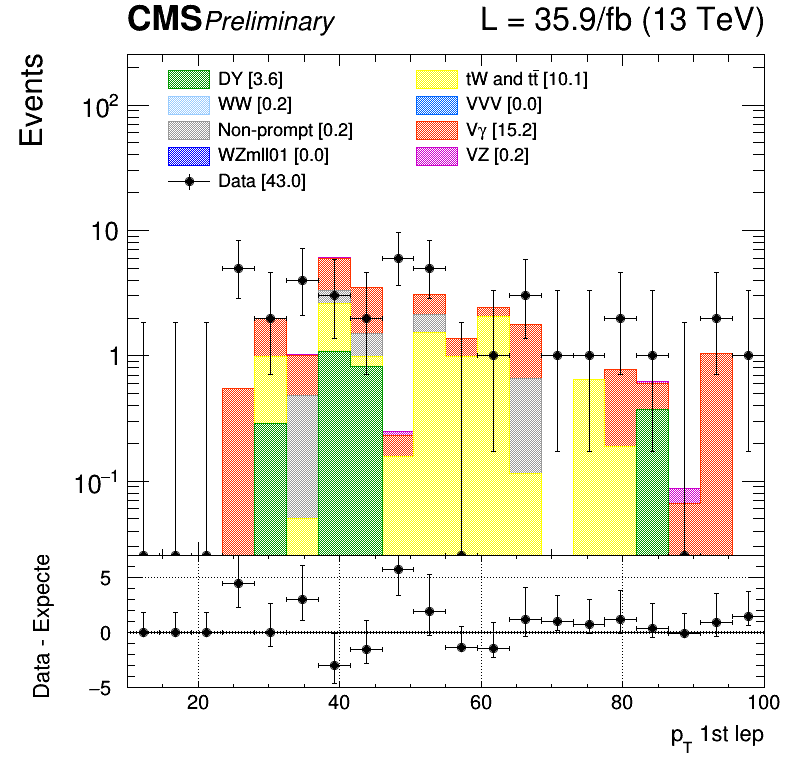 CMS Preliminary L = 35.9/fb (13 TeV)
Events
DY [3.6]
WW [0.2]
Non-prompt [0.2]
WZmll01 [0.0]
Data [43.0]
tW and tt̄ [10.1]
VVV [0.0]
Vγ [15.2]
VZ [0.2]
10²
10
1
10⁻¹
Data - Expecte
5
0
−5
20 40 60 80 100
p_T 1st lep